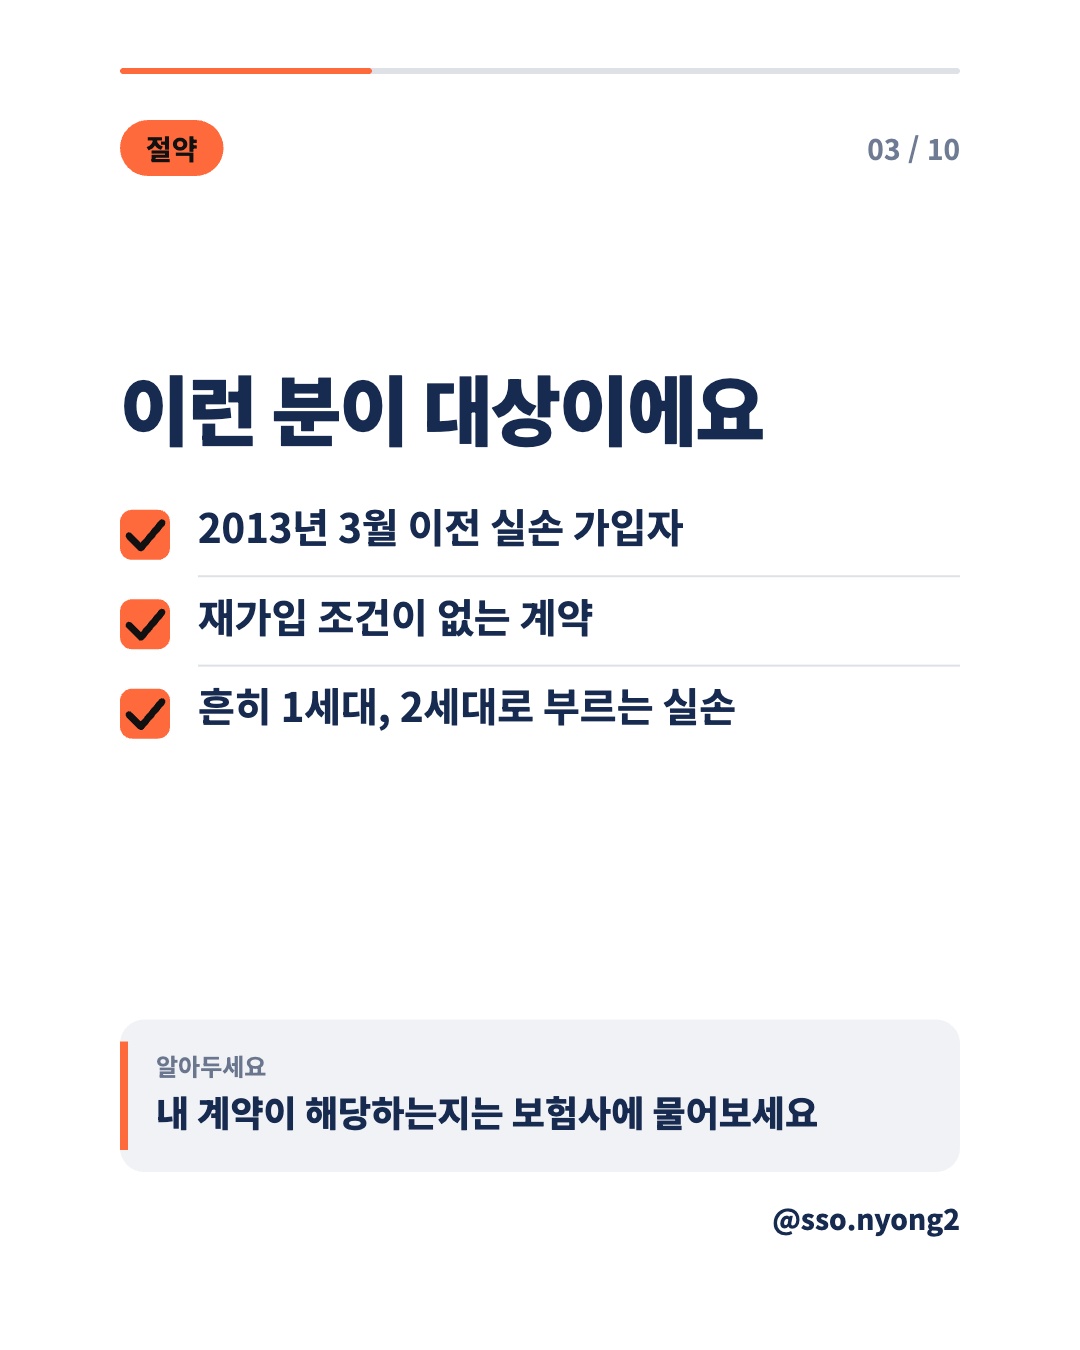 절약
03 / 10
이런 분이 대상이에요
2013년 3월 이전 실손 가입자
재가입 조건이 없는 계약
흔히 1세대, 2세대로 부르는 실손
알아두세요
내 계약이 해당하는지는 보험사에 물어보세요
@sso.nyong2